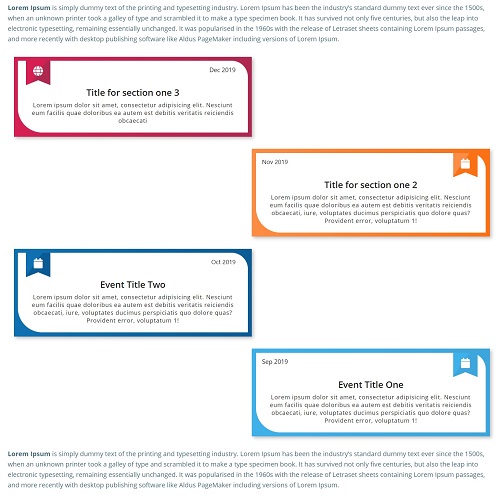 Lorem Ipsum is simply dummy text of the printing and typesetting industry. Lorem Ipsum has been the industry's standard dummy text ever since the 1500s,
when an unknown printer took a galley of type and scrambled it to make a type specimen book. It has survived not only five centuries, but also the leap into
electronic typesetting, remaining essentially unchanged. It was popularised in the 1960s with the release of Letraset sheets containing Lorem Ipsum passages,
and more recently with desktop publishing software like Aldus PageMaker including versions of Lorem Ipsum.
Dec 2019
Title for section one 3
Lorem ipsum dolor sit amet, consectetur adipisicing elit. Nesciunt
earum facilis quae doloribus ea autem est debitis veritatis reiciendis
obcaecati
Nov 2019
Title for section one 2
Lorem ipsum dolor sit amet, consectetur adipisicing elit. Nesciunt
eum facilis quae doloribus ea autem est debitis veritatis reiciendis
obcaecati, iure, voluptates ducimus perspiciatis quo dolore quas?
Provident error, voluptatum 1!
Oct 2019
Event Title Two
Lorem ipsum dolor sit amet, consectetur adipisicing elit. Nesciunt
eum facilis quae doloribus ea autem est debitis veritatis reiciendis
obcaecati, iure, voluptates ducimus perspiciatis quo dolore quas?
Provident error, voluptatum 1!
Sep 2019
Event Title One
Lorem ipsum dolor sit amet, consectetur adipisicing elit. Nesciunt
eum facilis quae doloribus ea autem est debitis veritatis reiciendis
obcaecati, iure, voluptates ducimus perspiciatis quo dolore quas?
Provident error, voluptatum 1!
Lorem Ipsum is simply dummy text of the printing and typesetting industry. Lorem Ipsum has been the industry's standard dummy text ever since the 1500s,
when an unknown printer took a galley of type and scrambled it to make a type specimen book. It has survived not only five centuries, but also the leap into
electronic typesetting, remaining essentially unchanged. It was popularised in the 1960s with the release of Letraset sheets containing Lorem Ipsum passages,
and more recently with desktop publishing software like Aldus PageMaker including versions of Lorem Ipsum.